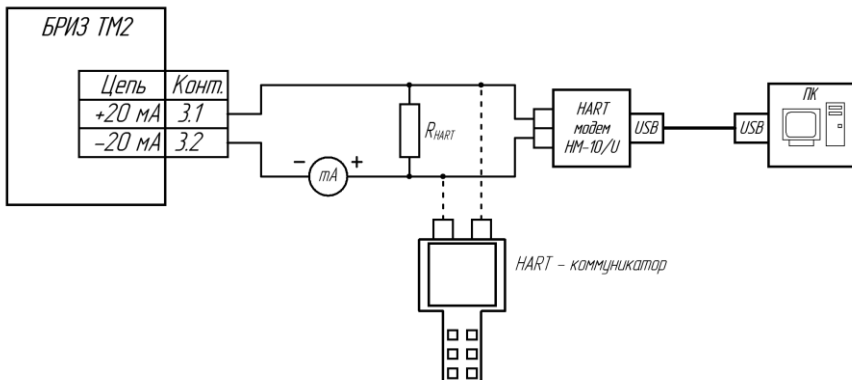 БРИЗ ТМ2
Цепь Конт.
+20 мА 3.1
−20 мА 3.2
− +
mA
R_HART
HART
модем
НМ-10/U
USB
USB
ПК
HART – коммуникатор